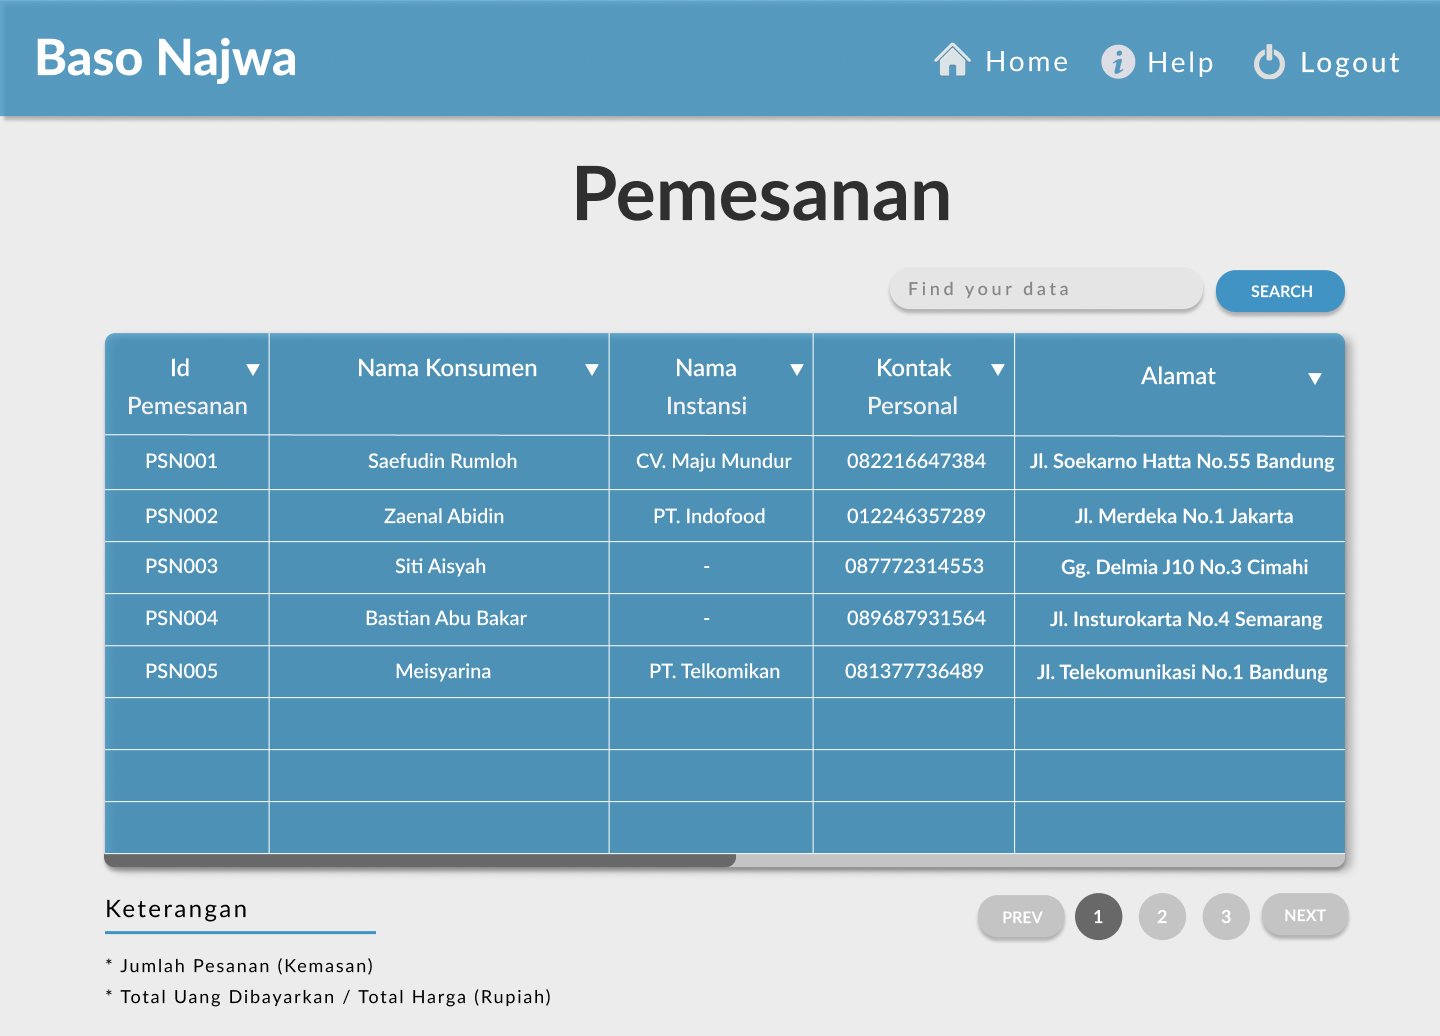 Baso Najwa
Home Help Logout
Pemesanan
Find your data SEARCH
Id Pemesanan ▼ Nama Konsumen ▼ Nama Instansi ▼ Kontak Personal ▼ Alamat ▼
PSN001 Saefudin Rumloh CV. Maju Mundur 082216647384 Jl. Soekarno Hatta No.55 Bandung
PSN002 Zaenal Abidin PT. Indofood 012246357289 Jl. Merdeka No.1 Jakarta
PSN003 Siti Aisyah - 087772314553 Gg. Delmia J10 No.3 Cimahi
PSN004 Bastian Abu Bakar - 089687931564 Jl. Insturokarta No.4 Semarang
PSN005 Meisyarina PT. Telkomikan 081377736489 Jl. Telekomunikasi No.1 Bandung
Keterangan
* Jumlah Pesanan (Kemasan)
* Total Uang Dibayarkan / Total Harga (Rupiah)
PREV 1 2 3 NEXT